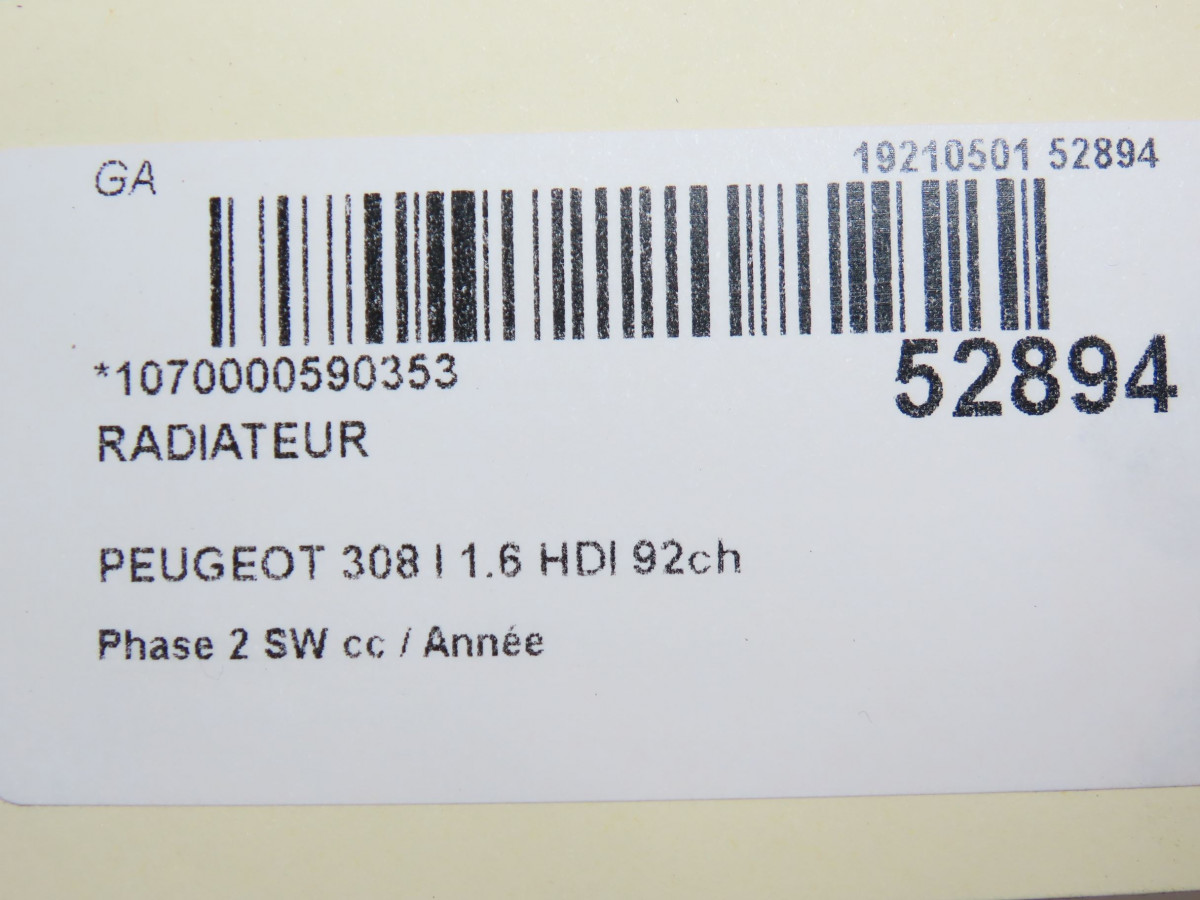 GA
19210501 52894
*1070000590353
52894
RADIATEUR
PEUGEOT 308 I 1.6 HDI 92ch
Phase 2 SW cc / Année